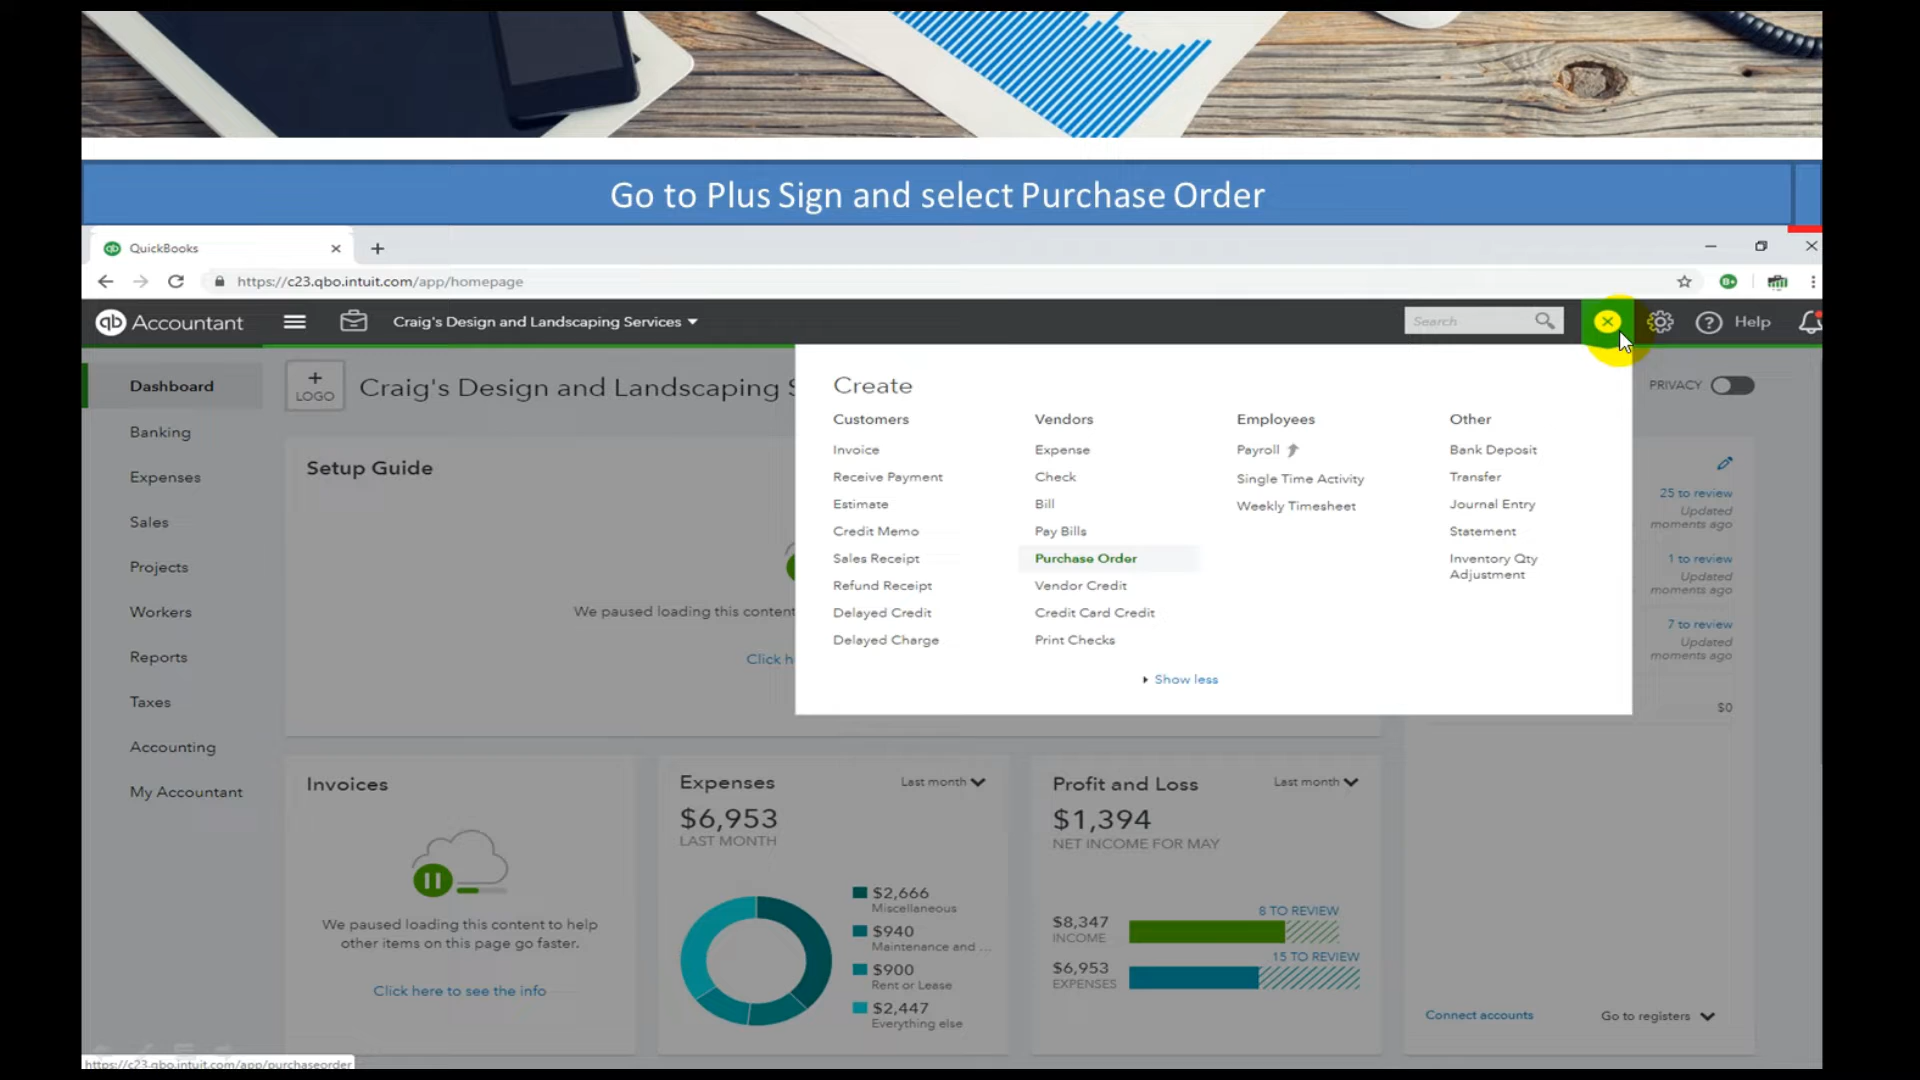 Go to Plus Sign and select Purchase Order
QuickBooks
https://c23.qbo.intuit.com/app/homepage
qb Accountant
Craig's Design and Landscaping Services
Search
Help
Dashboard
Banking
Expenses
Sales
Projects
Workers
Reports
Taxes
Accounting
My Accountant
+ LOGO
Craig's Design and Landscaping S
PRIVACY
Setup Guide
We paused loading this content
Click h
Create
Customers
Invoice
Receive Payment
Estimate
Credit Memo
Sales Receipt
Refund Receipt
Delayed Credit
Delayed Charge
Vendors
Expense
Check
Bill
Pay Bills
Purchase Order
Vendor Credit
Credit Card Credit
Print Checks
Employees
Payroll
Single Time Activity
Weekly Timesheet
Other
Bank Deposit
Transfer
Journal Entry
Statement
Inventory Qty
Adjustment
Show less
25 to review
Updated
moments ago
1 to review
Updated
moments ago
7 to review
Updated
moments ago
$0
Invoices
We paused loading this content to help
other items on this page go faster.
Click here to see the info
Expenses
Last month
$6,953
LAST MONTH
$2,666
Miscellaneous
$940
Maintenance and ...
$900
Rent or Lease
$2,447
Everything else
Profit and Loss
Last month
$1,394
NET INCOME FOR MAY
8 TO REVIEW
$8,347
INCOME
15 TO REVIEW
$6,953
EXPENSES
Connect accounts
Go to registers
https://c23.qbo.intuit.com/app/purchaseorder